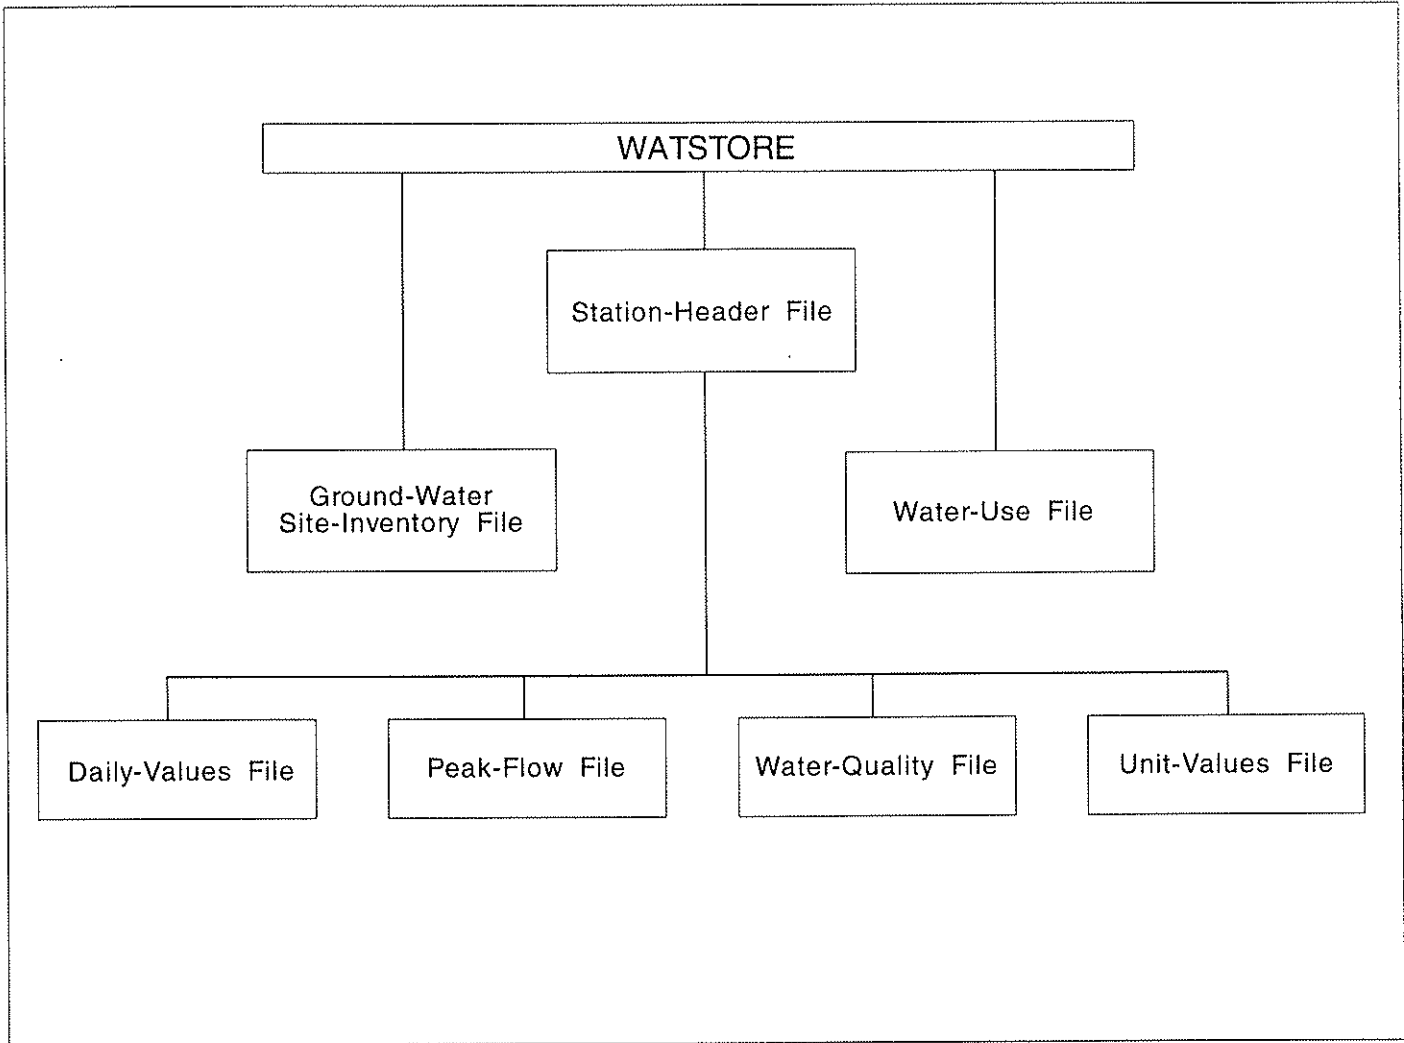 WATSTORE
Station-Header File
Ground-Water
Site-Inventory File
Water-Use File
Daily-Values File
Peak-Flow File
Water-Quality File
Unit-Values File